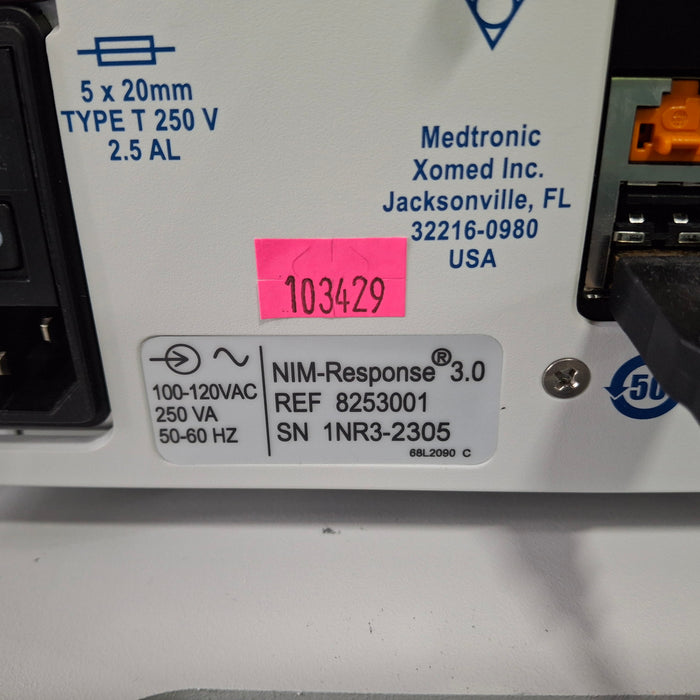 5 x 20mm
TYPE T 250 V
2.5 AL
Medtronic
Xomed Inc.
Jacksonville, FL
32216-0980
USA
103429
100-120VAC
250 VA
50-60 HZ
NIM-Response® 3.0
REF 8253001
SN 1NR3-2305
68L2090 C
50